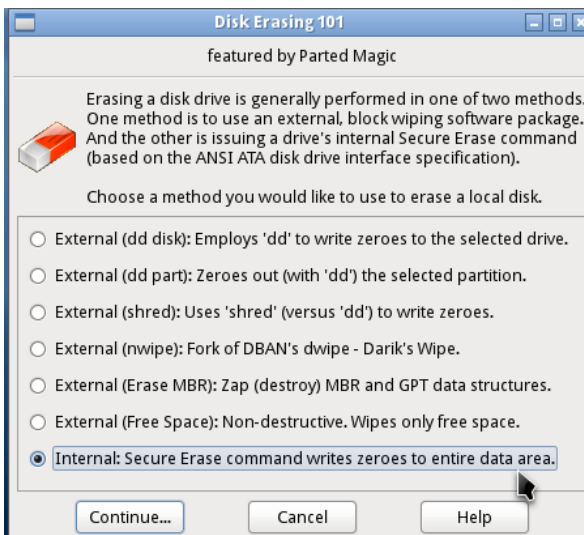 Disk Erasing 101
featured by Parted Magic
Erasing a disk drive is generally performed in one of two methods.
One method is to use an external, block wiping software package.
And the other is issuing a drive's internal Secure Erase command
(based on the ANSI ATA disk drive interface specification).
Choose a method you would like to use to erase a local disk.
External (dd disk): Employs 'dd' to write zeroes to the selected drive.
External (dd part): Zeroes out (with 'dd') the selected partition.
External (shred): Uses 'shred' (versus 'dd') to write zeroes.
External (nwipe): Fork of DBAN's dwipe - Darik's Wipe.
External (Erase MBR): Zap (destroy) MBR and GPT data structures.
External (Free Space): Non-destructive. Wipes only free space.
Internal: Secure Erase command writes zeroes to entire data area.
Continue... Cancel Help